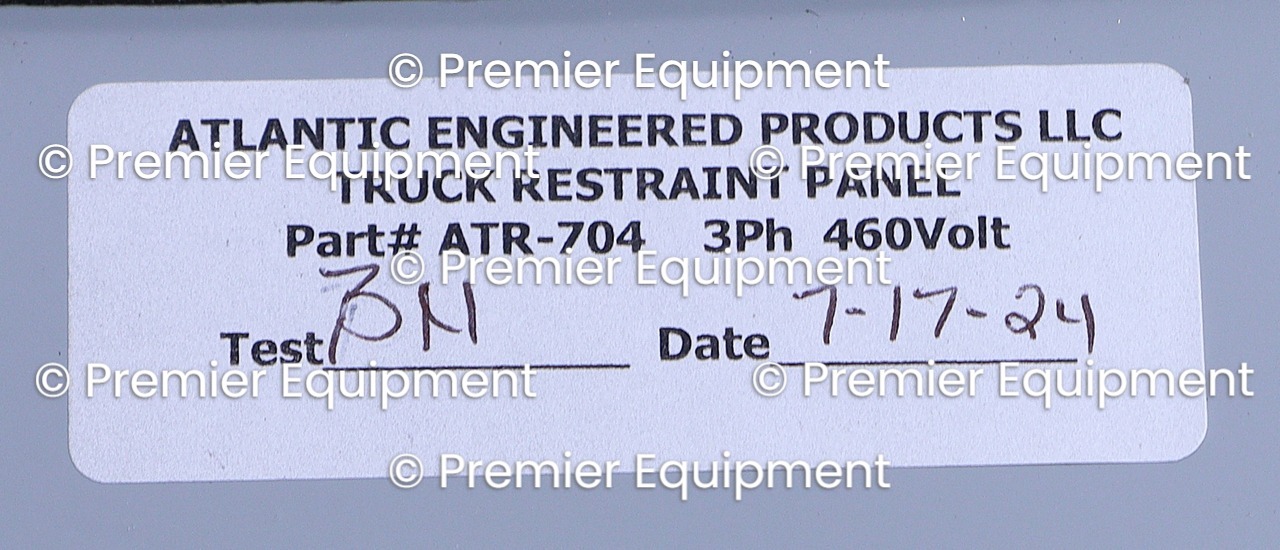 © Premier Equipment
ATLANTIC ENGINEERED PRODUCTS LLC
© Premier Equipment © Premier Equipment
TRUCK RESTRAINT PANEL
Part# ATR-704 3Ph 460Volt
© Premier Equipment
Test Date 7-17-24
© Premier Equipment © Premier Equipment
© Premier Equipment